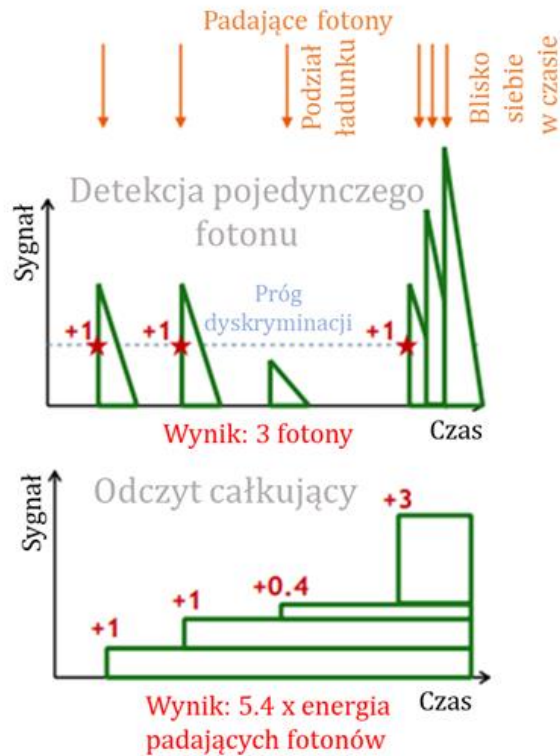 Padające fotony
Podział
ładunku
Blisko
siebie
w czasie
Detekcja pojedynczego
fotonu
Sygnał
Próg
dyskryminacji
+1
+1
+1
Wynik: 3 fotony
Czas
Odczyt całkujący
Sygnał
+3
+0.4
+1
+1
Czas
Wynik: 5.4 x energia
padających fotonów